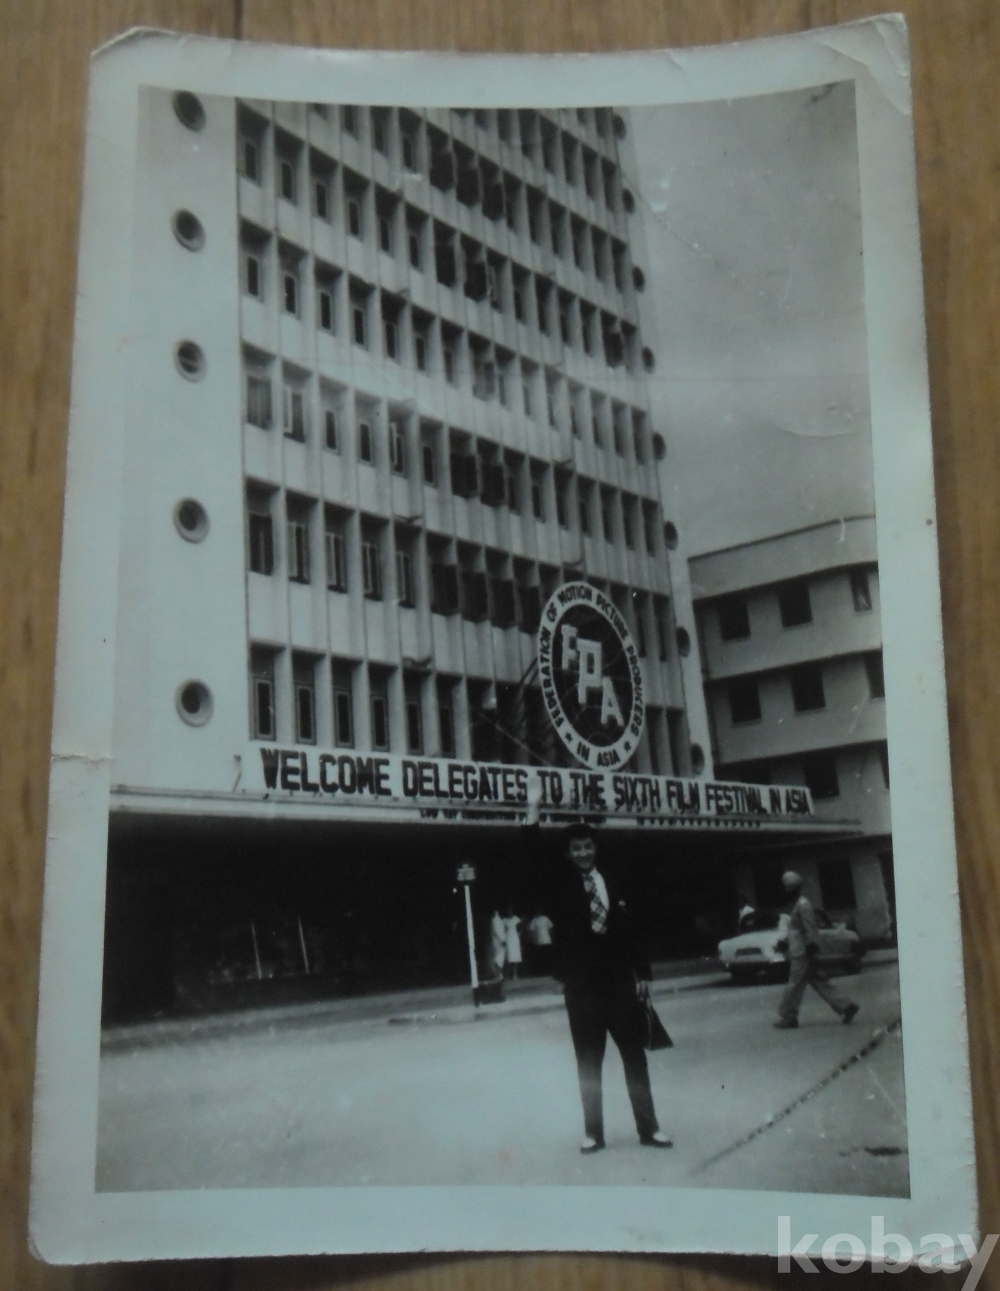 FEDERATION OF MOTION PICTURE PRODUCERS
★ IN ASIA ★
FPA
WELCOME DELEGATES TO THE SIXTH FILM FESTIVAL IN ASIA
kobay